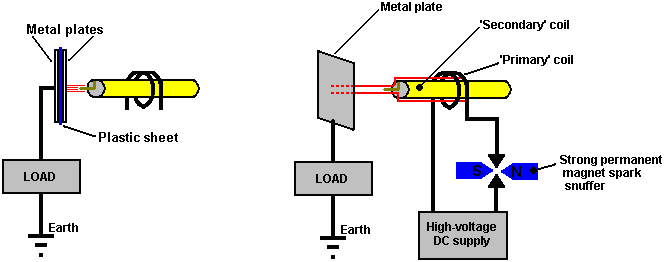 Metal plates
Plastic sheet
LOAD
Earth
Metal plate
'Secondary' coil
'Primary' coil
LOAD
Earth
S N
Strong permanent
magnet spark
snuffer
High-voltage
DC supply